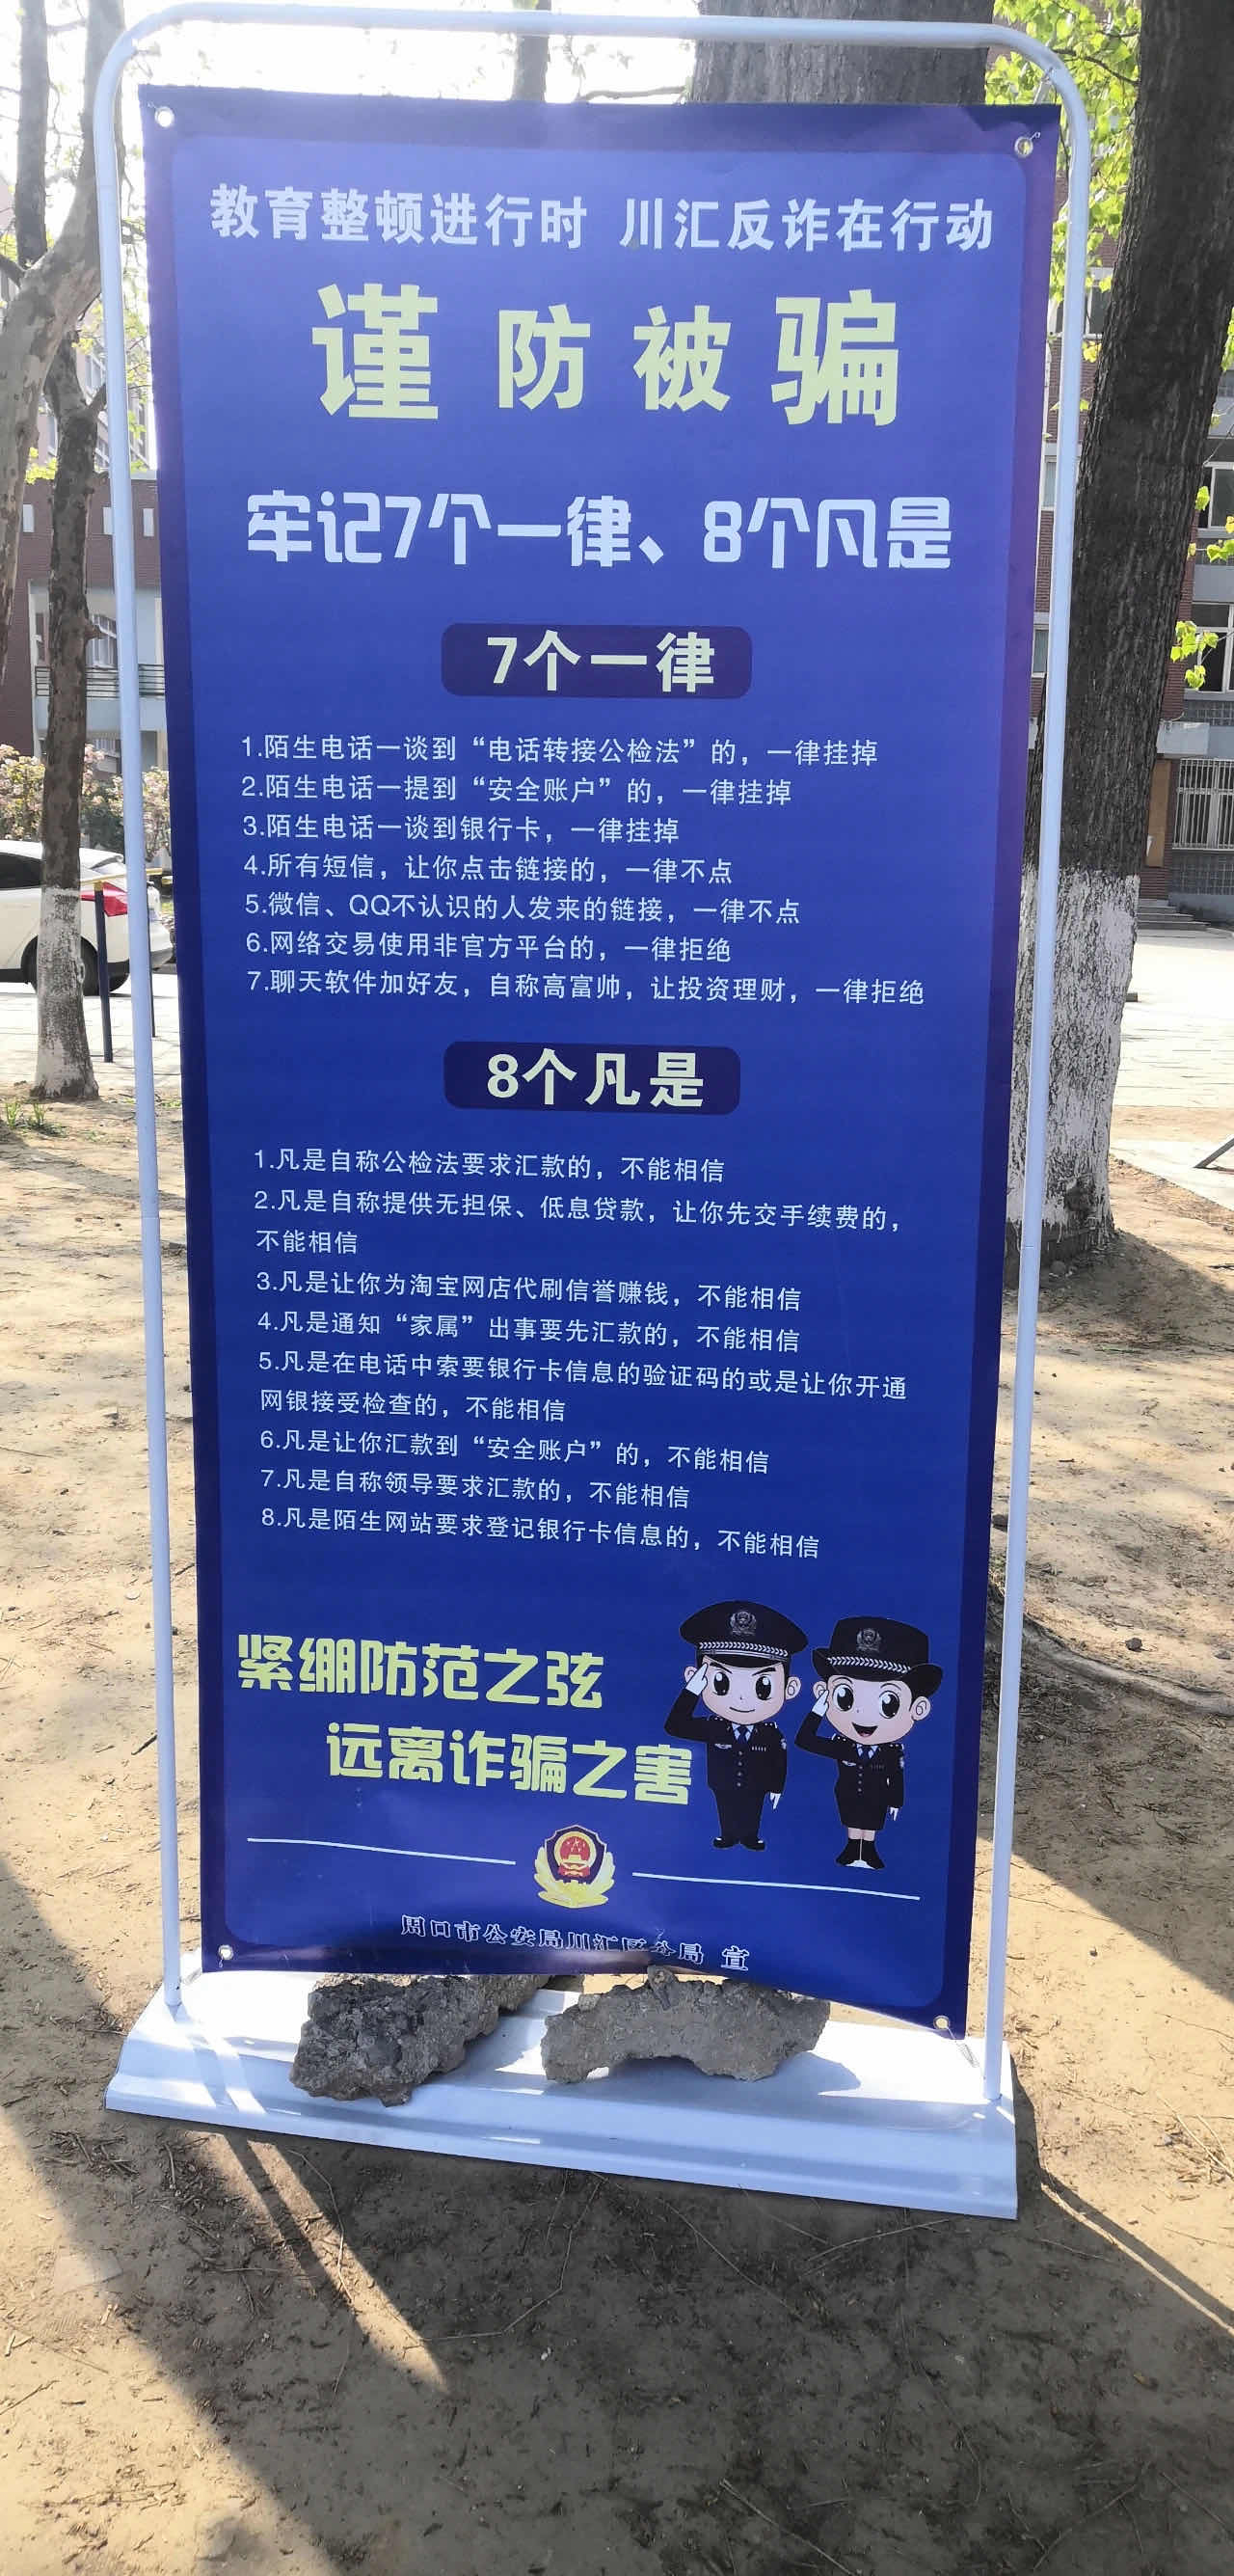 教育整顿进行时 川汇反诈在行动
谨防被骗
牢记7个一律、8个凡是
7个一律
1.陌生电话一谈到“电话转接公检法”的，一律挂掉
2.陌生电话一提到“安全账户”的，一律挂掉
3.陌生电话一谈到银行卡，一律挂掉
4.所有短信，让你点击链接的，一律不点
5.微信、QQ不认识的人发来的链接，一律不点
6.网络交易使用非官方平台的，一律拒绝
7.聊天软件加好友，自称高富帅，让投资理财，一律拒绝
8个凡是
1.凡是自称公检法要求汇款的，不能相信
2.凡是自称提供无担保、低息贷款，让你先交手续费的，
不能相信
3.凡是让你为淘宝网店代刷信誉赚钱，不能相信
4.凡是通知“家属”出事要先汇款的，不能相信
5.凡是在电话中索要银行卡信息的验证码的或是让你开通
网银接受检查的，不能相信
6.凡是让你汇款到“安全账户”的，不能相信
7.凡是自称领导要求汇款的，不能相信
8.凡是陌生网站要求登记银行卡信息的，不能相信
紧绷防范之弦
远离诈骗之害
周口市公安局川汇区分局 宣